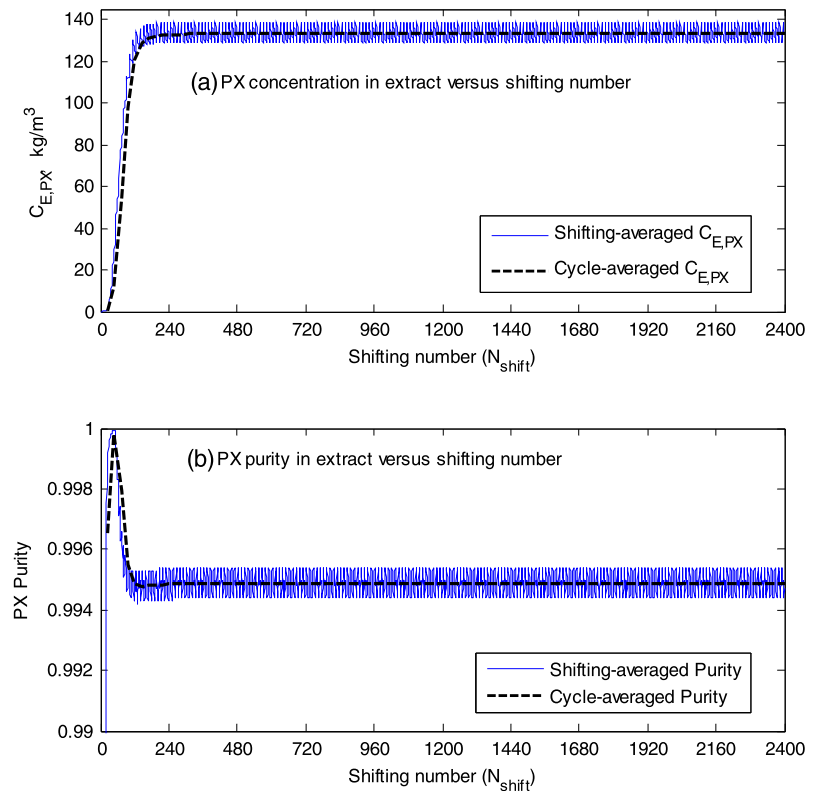 140
120
100
80
60
40
20
0
C_E,PX, kg/m³
(a) PX concentration in extract versus shifting number
Shifting-averaged C_E,PX
Cycle-averaged C_E,PX
0 240 480 720 960 1200 1440 1680 1920 2160 2400
Shifting number (N_shift)
1
0.998
0.996
0.994
0.992
0.99
PX Purity
(b) PX purity in extract versus shifting number
Shifting-averaged Purity
Cycle-averaged Purity
0 240 480 720 960 1200 1440 1680 1920 2160 2400
Shifting number (N_shift)